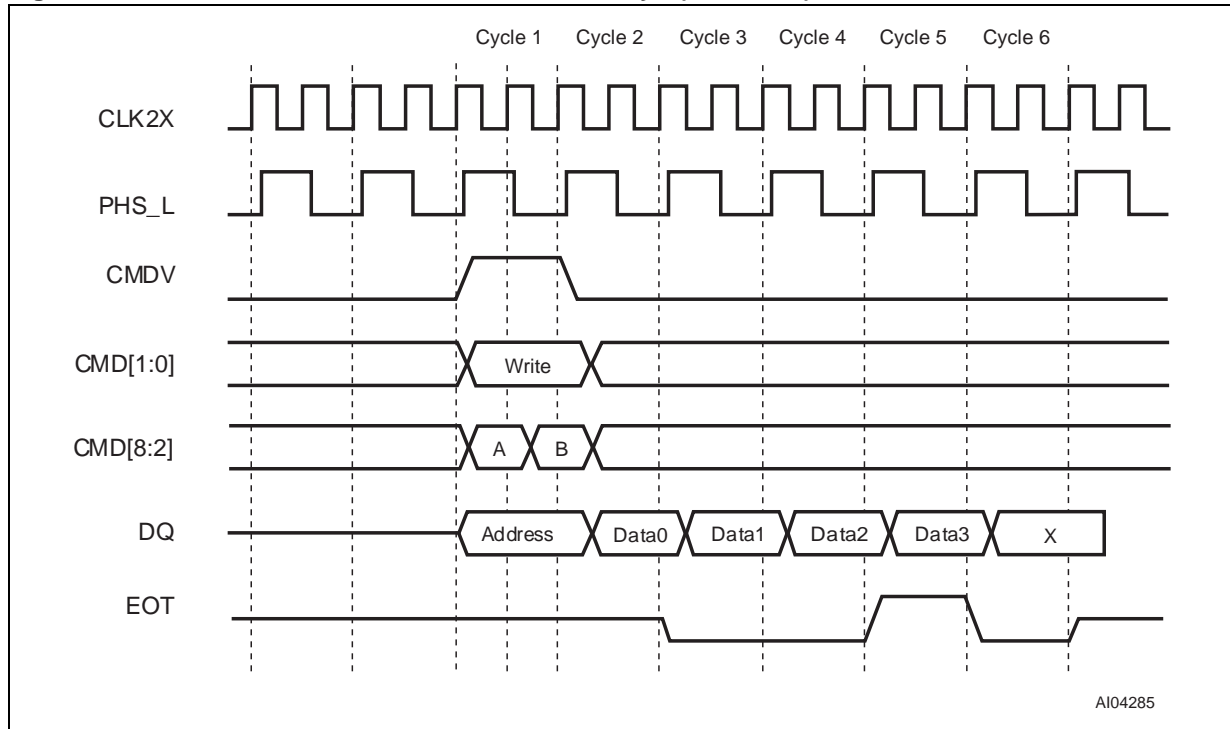 Cycle 1 Cycle 2 Cycle 3 Cycle 4 Cycle 5 Cycle 6
CLK2X
PHS_L
CMDV
CMD[1:0] Write
CMD[8:2] A B
DQ Address Data0 Data1 Data2 Data3 X
EOT
AI04285